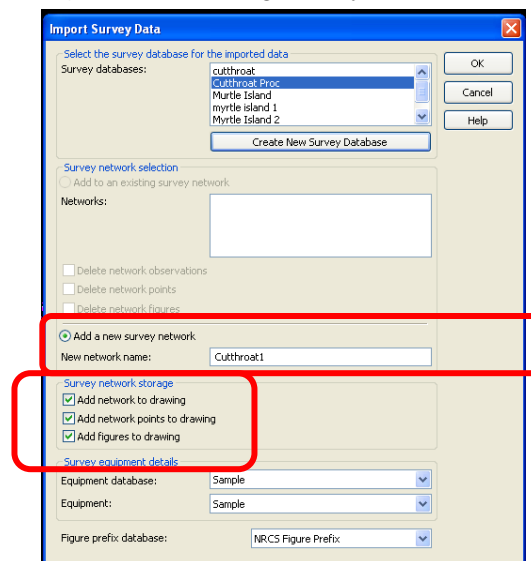 Import Survey Data
Select the survey database for the imported data
Survey databases:
cutthroat
Cutthroat Proc
Murtle Island
myrtle island 1
Myrtle Island 2
OK
Cancel
Help
Create New Survey Database
Survey network selection
Add to an existing survey network
Networks:
Delete network observations
Delete network points
Delete network figures
Add a new survey network
New network name:
Cutthroat1
Survey network storage
Add network to drawing
Add network points to drawing
Add figures to drawing
Survey equipment details
Equipment database:
Sample
Equipment:
Sample
Figure prefix database:
NRCS Figure Prefix